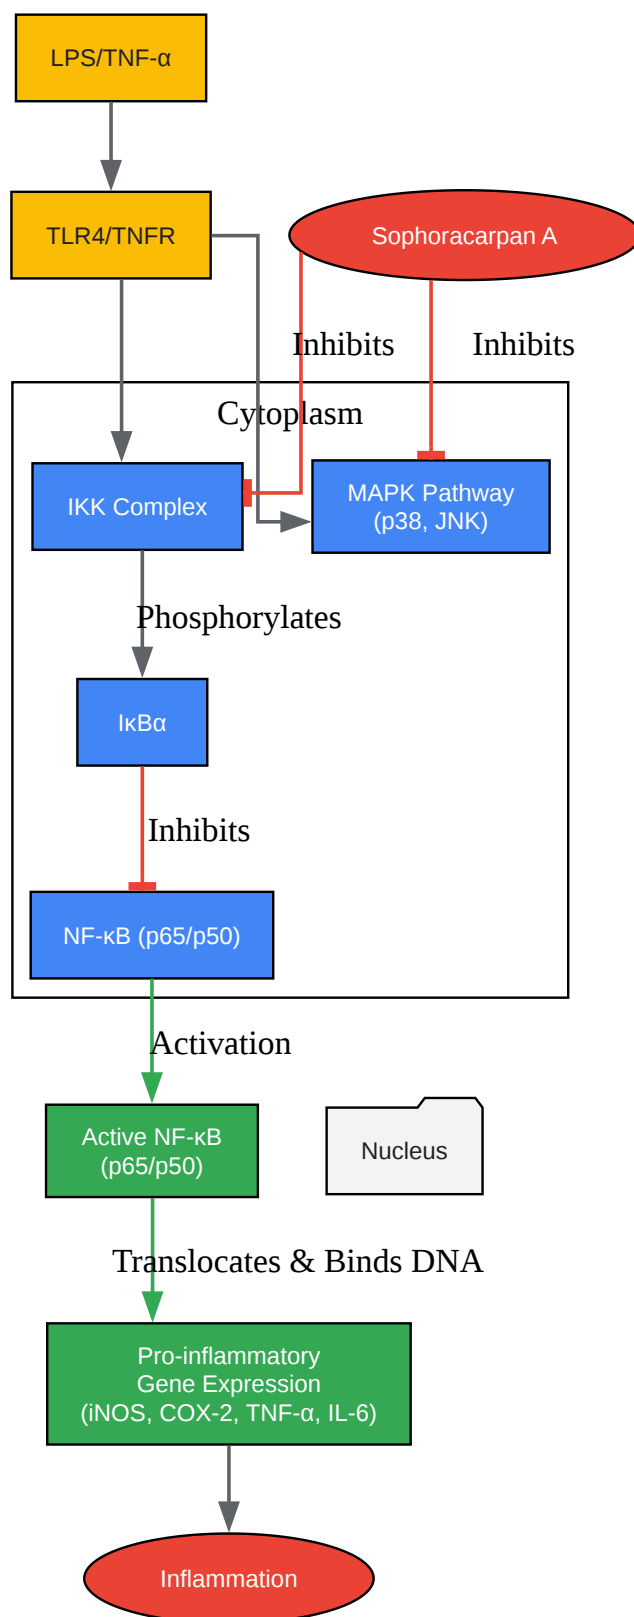 LPS/TNF-α
TLR4/TNFR
Sophoracarpan A
Inhibits
Inhibits
Cytoplasm
IKK Complex
MAPK Pathway
(p38, JNK)
Phosphorylates
IκBα
Inhibits
NF-κB (p65/p50)
Activation
Active NF-κB
(p65/p50)
Nucleus
Translocates & Binds DNA
Pro-inflammatory
Gene Expression
(iNOS, COX-2, TNF-α, IL-6)
Inflammation